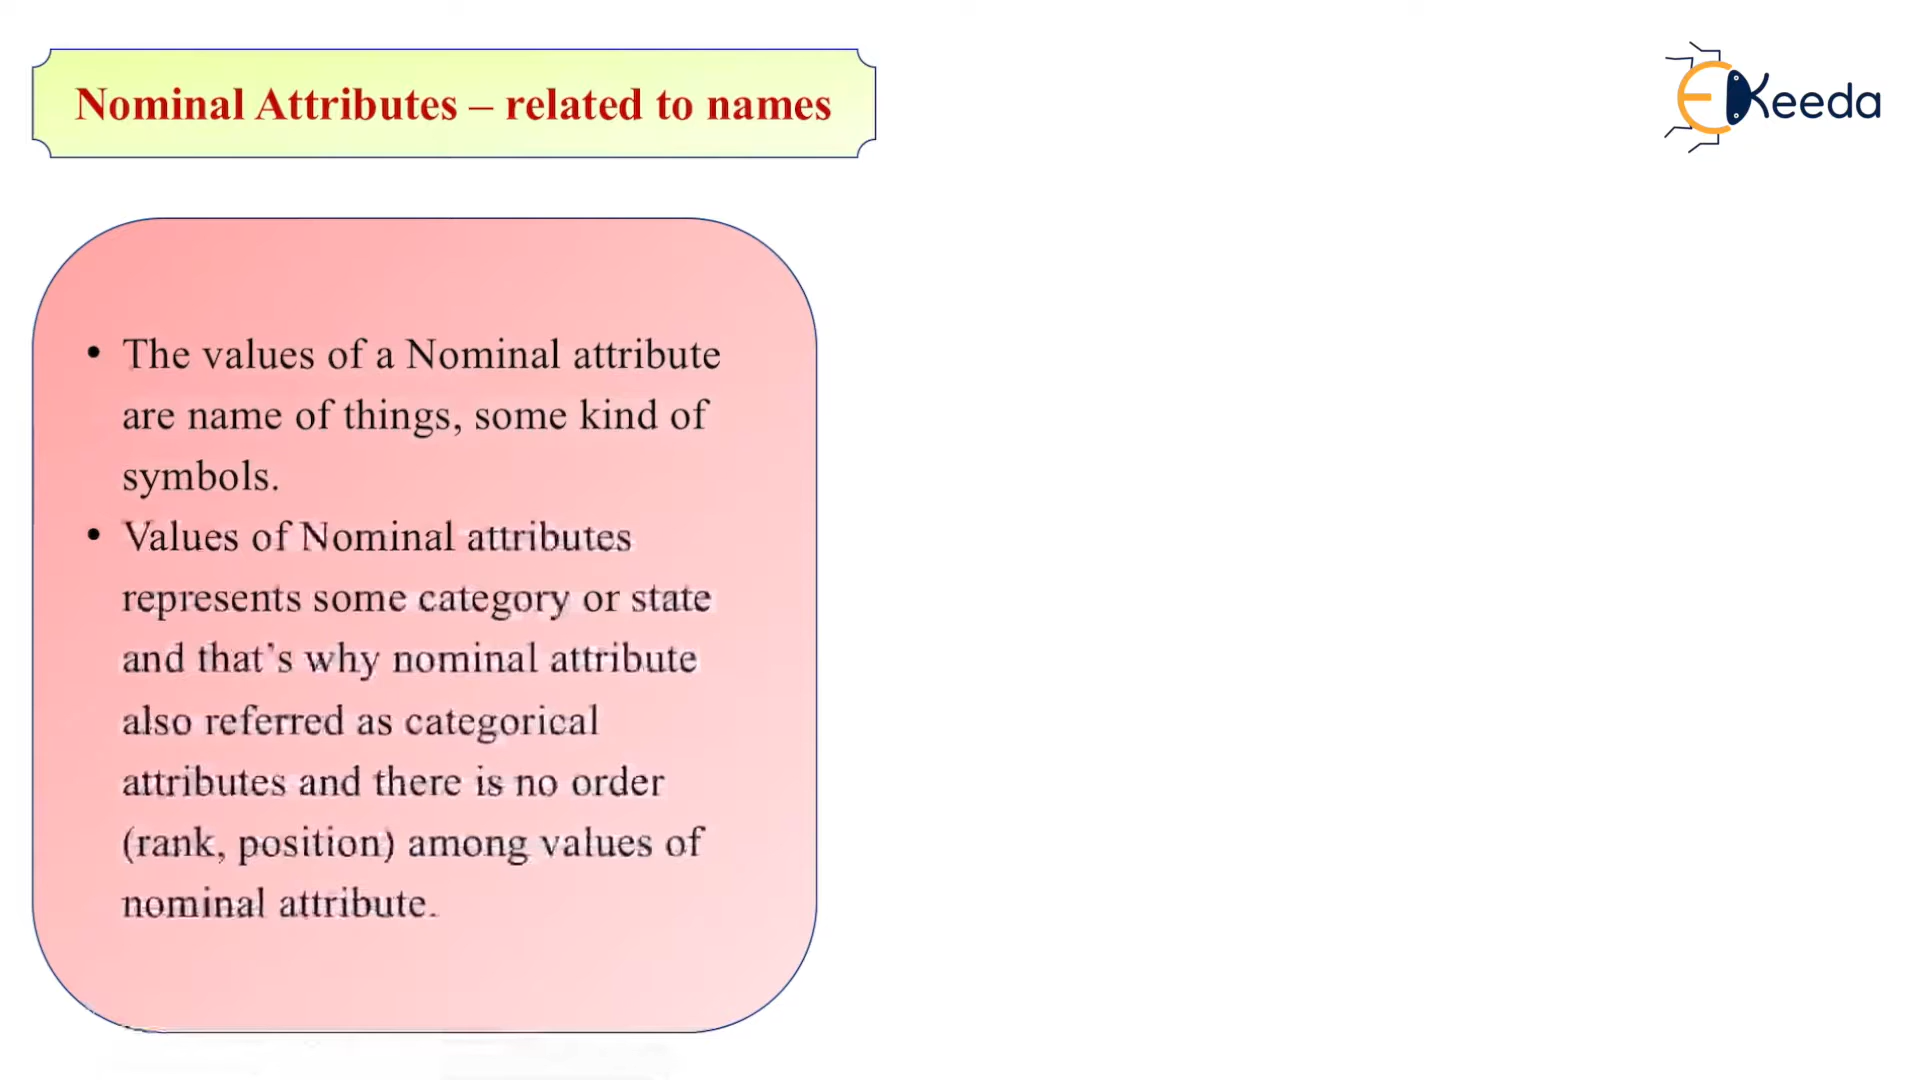 Nominal Attributes – related to names
EKeeda
• The values of a Nominal attribute
are name of things, some kind of
symbols.
• Values of Nominal attributes
represents some category or state
and that’s why nominal attribute
also referred as categorical
attributes and there is no order
(rank, position) among values of
nominal attribute.